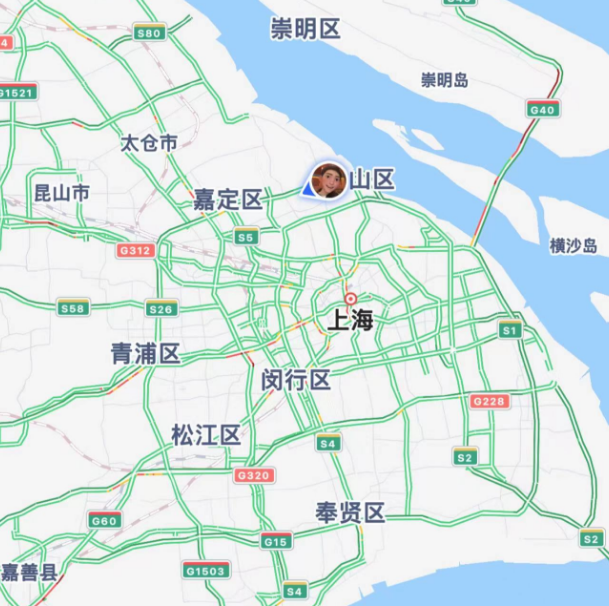 崇明区
S80
崇明岛
G1521
G40
太仓市
昆山市
嘉定区
山区
S5
G312
横沙岛
S58
S26
上海
S1
青浦区
闵行区
G228
松江区
S4
S2
G320
奉贤区
G60
G15
S2
嘉善县
G1503
S4